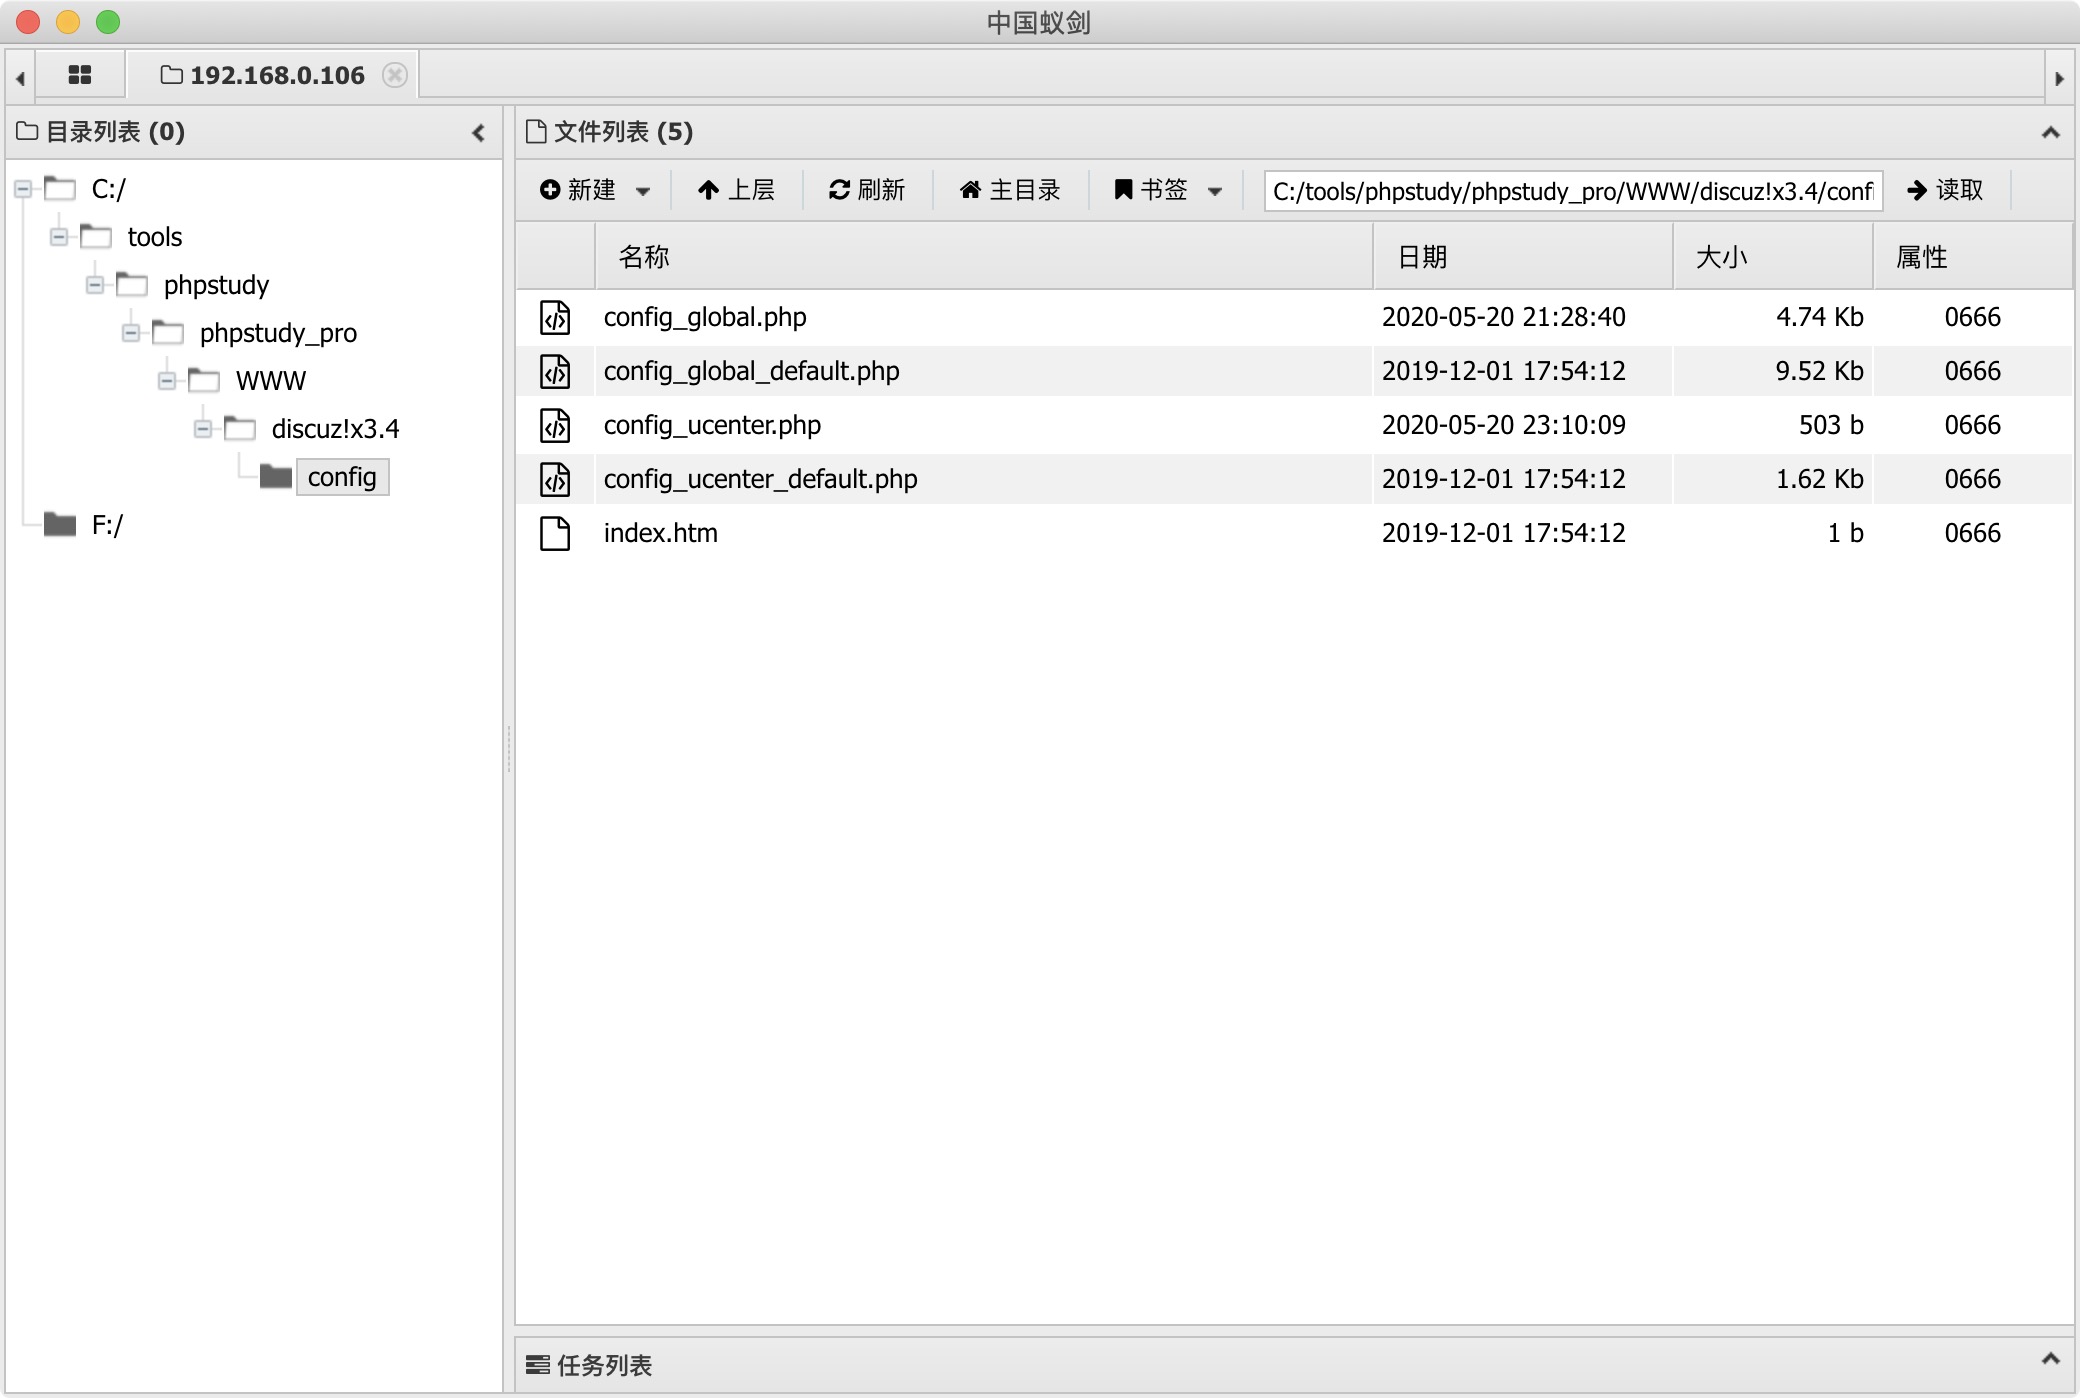 中国蚁剑
192.168.0.106
目录列表 (0)
C:/
tools
phpstudy
phpstudy_pro
WWW
discuz!x3.4
config
F:/
文件列表 (5)
新建 上层 刷新 主目录 书签 C:/tools/phpstudy/phpstudy_pro/WWW/discuz!x3.4/conf 读取
名称 日期 大小 属性
config_global.php 2020-05-20 21:28:40 4.74 Kb 0666
config_global_default.php 2019-12-01 17:54:12 9.52 Kb 0666
config_ucenter.php 2020-05-20 23:10:09 503 b 0666
config_ucenter_default.php 2019-12-01 17:54:12 1.62 Kb 0666
index.htm 2019-12-01 17:54:12 1 b 0666
任务列表